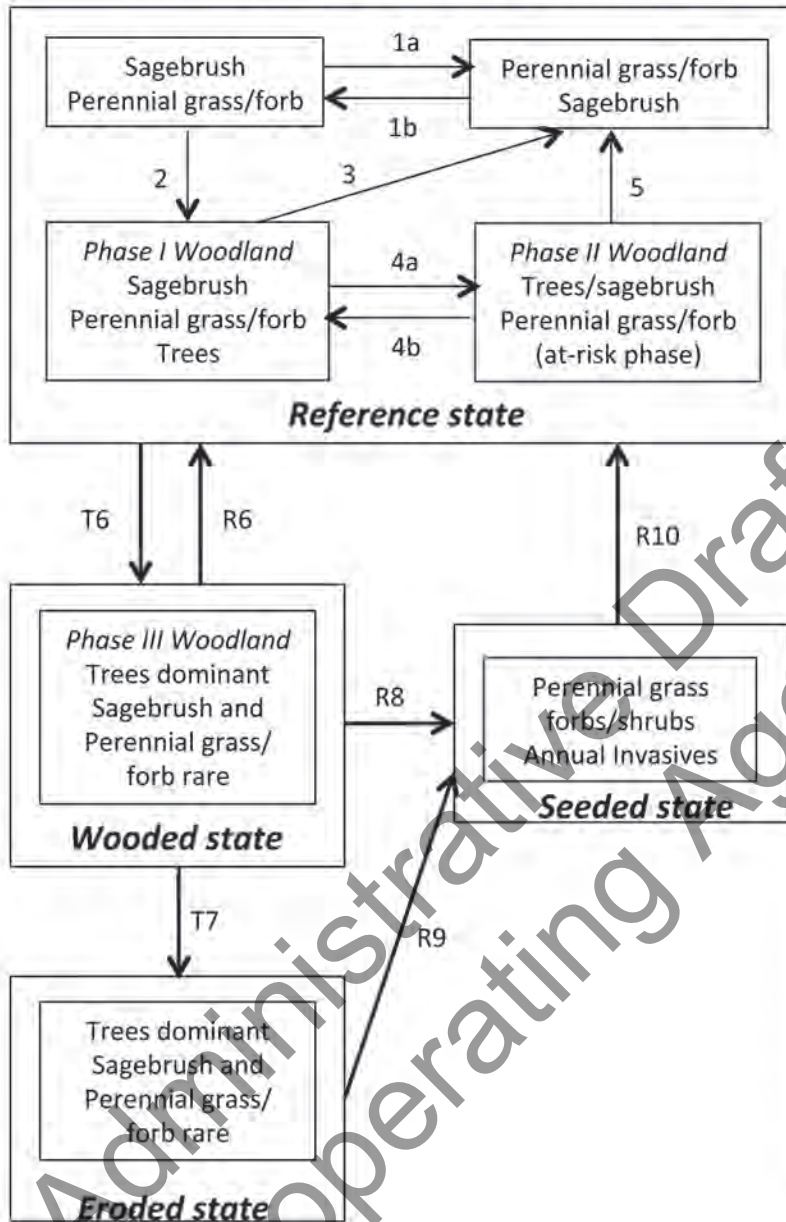 Sagebrush
Perennial grass/forb
1a
1b
Perennial grass/forb
Sagebrush
2
3
5
Phase I Woodland
Sagebrush
Perennial grass/forb
Trees
4a
4b
Phase II Woodland
Trees/sagebrush
Perennial grass/forb
(at-risk phase)
Reference state
T6
R6
R10
Phase III Woodland
Trees dominant
Sagebrush and
Perennial grass/
forb rare
Wooded state
R8
Perennial grass
forbs/shrubs
Annual Invasives
Seeded state
T7
R9
Trees dominant
Sagebrush and
Perennial grass/
forb rare
Eroded state
Administrative Draft